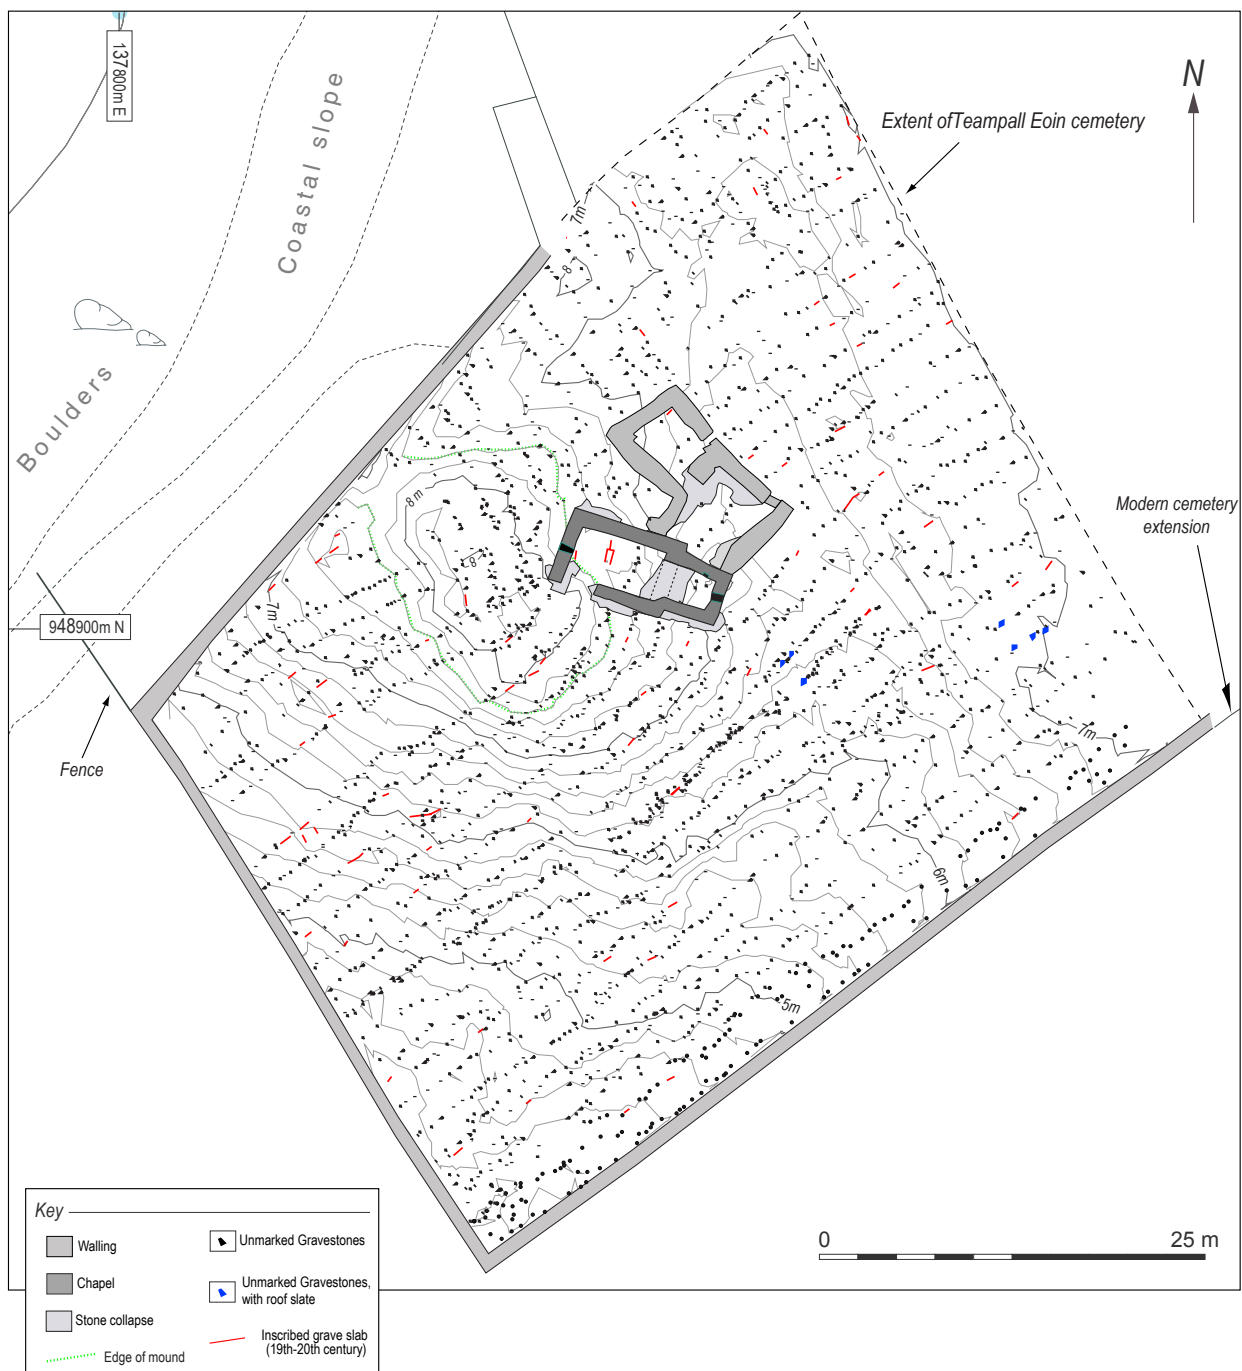 137800m E
Coastal slope
N
Extent ofTeampall Eoin cemetery
7m
8
Boulders
8 m
8
Modern cemetery
extension
7m
948900m N
Fence
7m
6m
5m
Key
Walling
Unmarked Gravestones
Chapel
Unmarked Gravestones,
with roof slate
Stone collapse
Inscribed grave slab
(19th-20th century)
Edge of mound
0
25 m